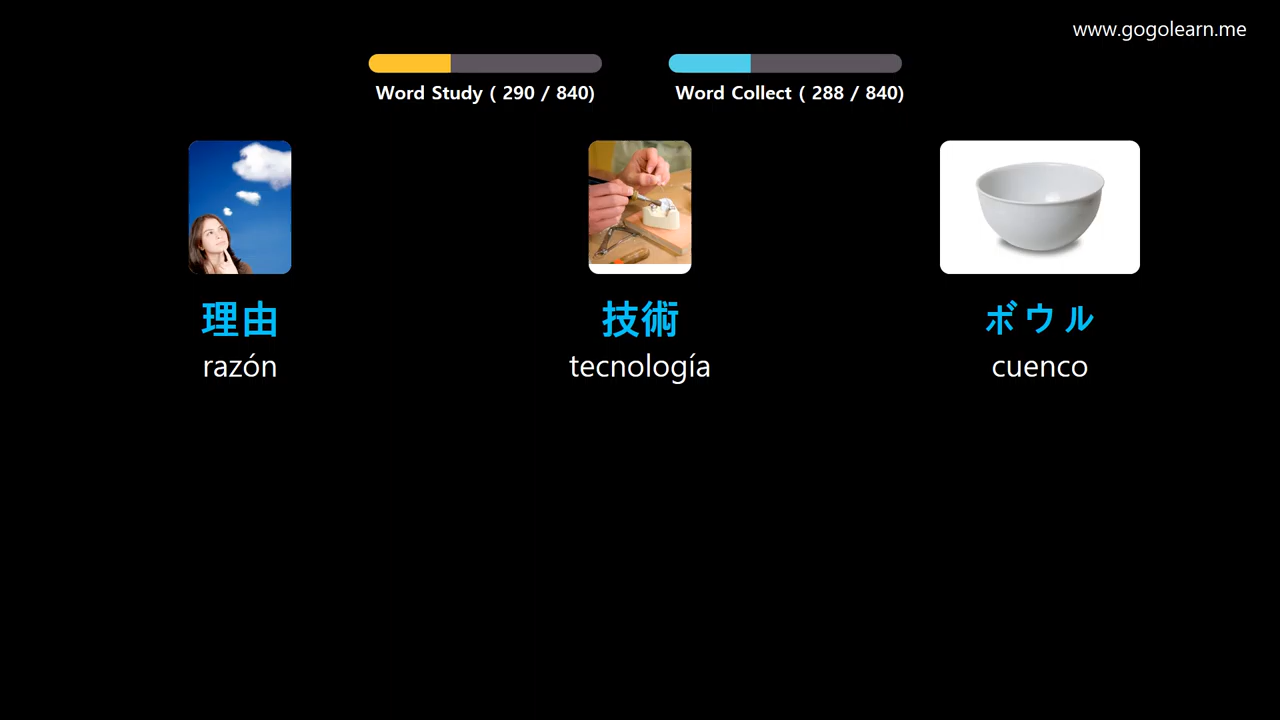 www.gogolearn.me
Word Study ( 290 / 840)
Word Collect ( 288 / 840)
理由
razón
技術
tecnología
ボウル
cuenco